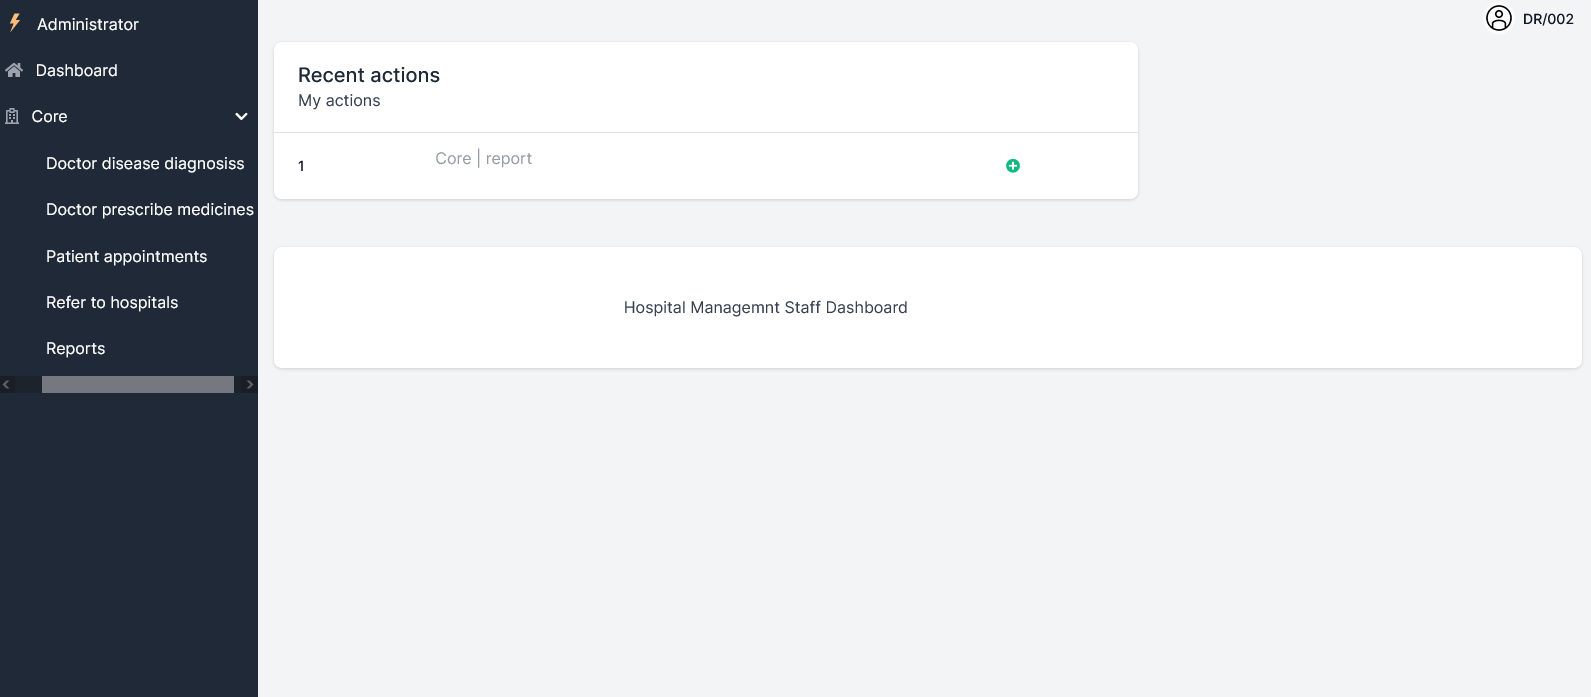 Administrator
Dashboard
Core
Doctor disease diagnosiss
Doctor prescribe medicines
Patient appointments
Refer to hospitals
Reports
DR/002
Recent actions
My actions
1 Core | report
Hospital Managemnt Staff Dashboard